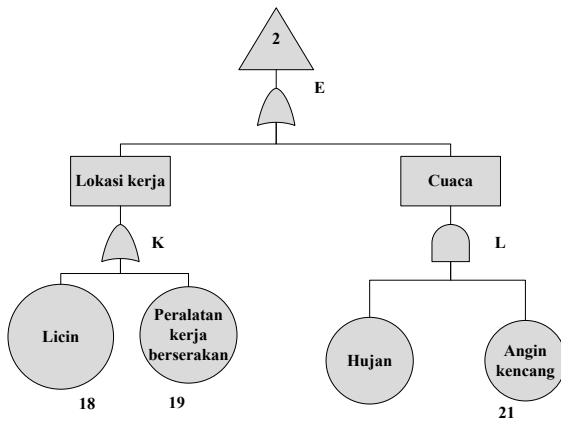 2
E
Lokasi kerja
Cuaca
K
L
Licin
Peralatan
kerja
berserakan
Hujan
Angin
kencang
18
19
21